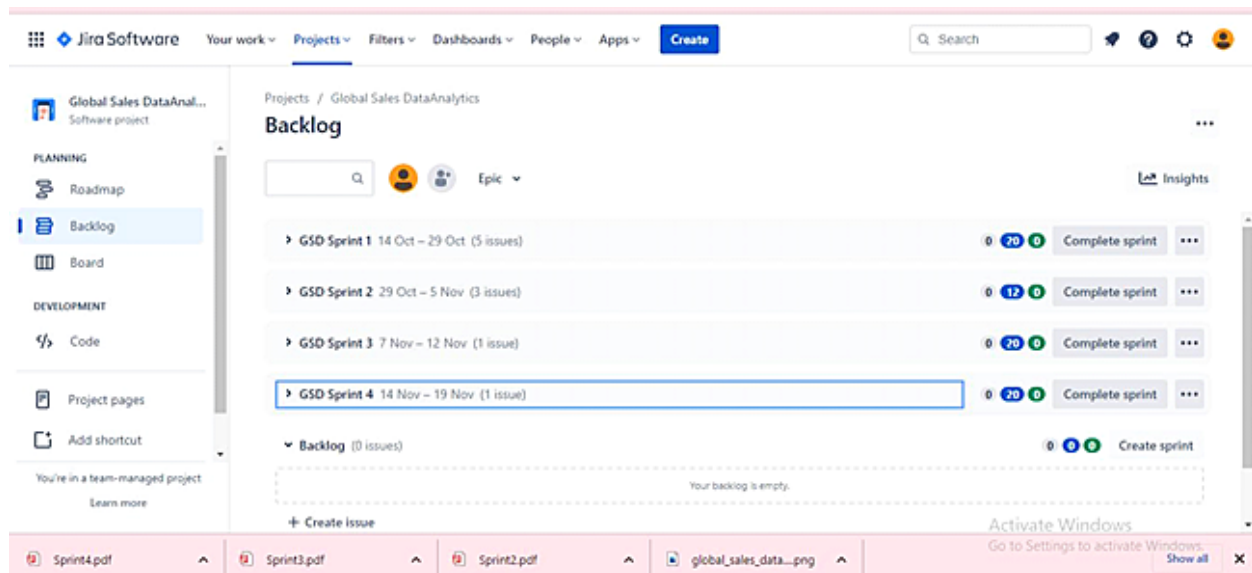 Jira Software Your work Projects Filters Dashboards People Apps Create Search
Global Sales DataAnal...
Software project
PLANNING
Roadmap
Backlog
Board
DEVELOPMENT
Code
Project pages
Add shortcut
You're in a team-managed project
Learn more
Projects / Global Sales DataAnalytics
Backlog
Epic Insights
GSD Sprint 1 14 Oct – 29 Oct (5 issues) 0 20 0 Complete sprint
GSD Sprint 2 29 Oct – 5 Nov (3 issues) 0 12 0 Complete sprint
GSD Sprint 3 7 Nov – 12 Nov (1 issue) 0 20 0 Complete sprint
GSD Sprint 4 14 Nov – 19 Nov (1 issue) 0 20 0 Complete sprint
Backlog (0 issues) 0 0 0 Create sprint
Your backlog is empty.
+ Create issue
Activate Windows
Go to Settings to activate Windows.
Sprint4.pdf Sprint3.pdf Sprint2.pdf global_sales_data....png Show all